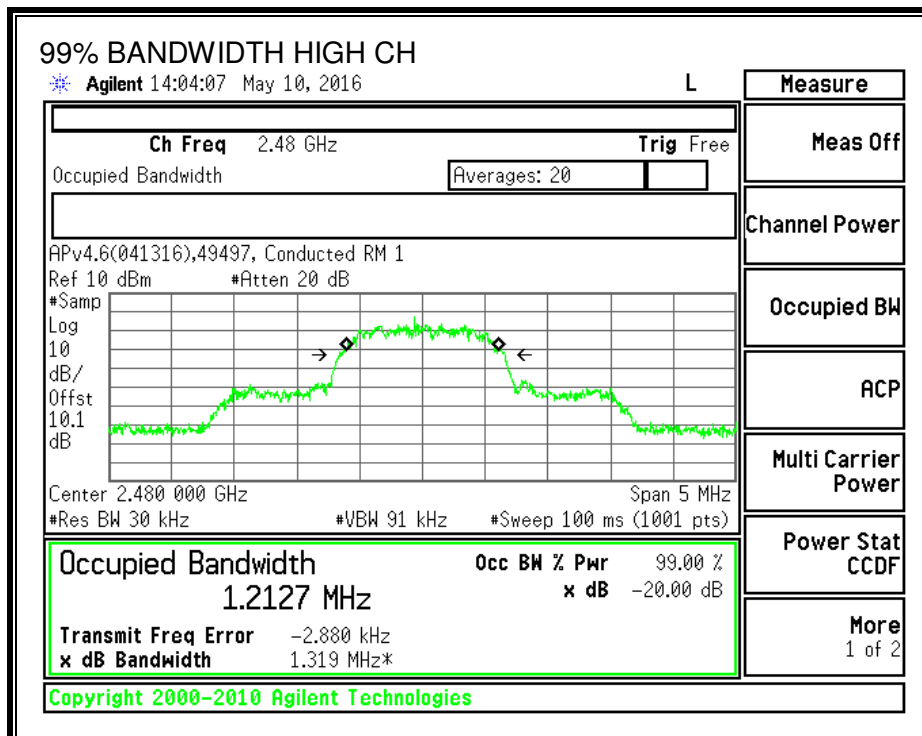 99% BANDWIDTH HIGH CH
Agilent 14:04:07 May 10, 2016 L
Measure
Ch Freq 2.48 GHz Trig Free
Meas Off
Occupied Bandwidth Averages: 20
Channel Power
APv4.6(041316),49497, Conducted RM 1
Ref 10 dBm #Atten 20 dB
#Samp
Log
10
dB/
Offst
10.1
dB
Occupied BW
ACP
Multi Carrier
Power
Center 2.480 000 GHz Span 5 MHz
#Res BW 30 kHz #VBW 91 kHz #Sweep 100 ms (1001 pts)
Power Stat
CCDF
Occupied Bandwidth Occ BW % Pwr 99.00 %
1.2127 MHz x dB -20.00 dB
Transmit Freq Error -2.880 kHz
x dB Bandwidth 1.319 MHz*
More
1 of 2
Copyright 2000-2010 Agilent Technologies